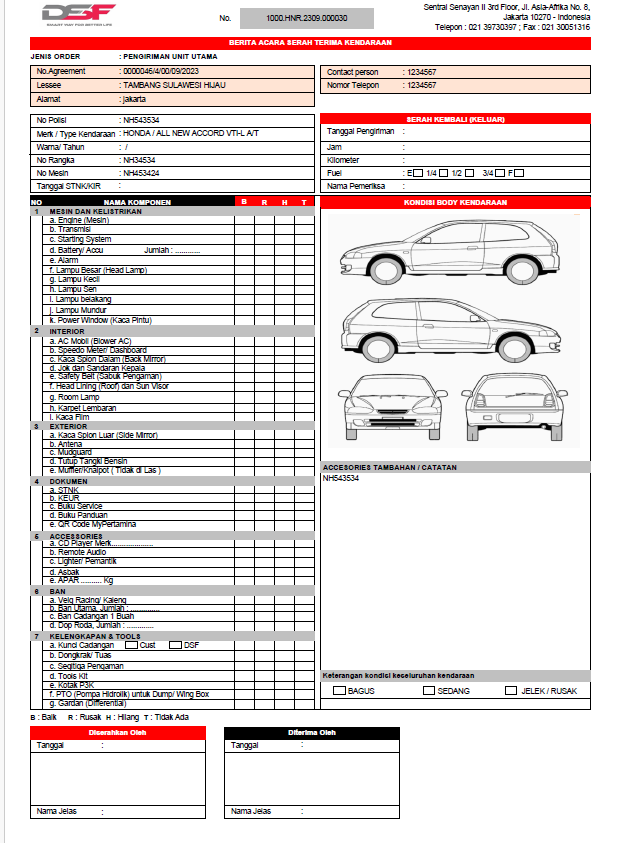 DSF
SMART WAY FOR BETTER LIFE
No. 1000.HNR.2309.000030
Sentral Senayan II 3rd Floor, Jl. Asia-Afrika No. 8,
Jakarta 10270 - Indonesia
Telepon : 021 39730397 ; Fax : 021 30051316
BERITA ACARA SERAH TERIMA KENDARAAN
JENIS ORDER : PENGIRIMAN UNIT UTAMA
No.Agreement : 0000046/4/00/09/2023
Lessee : TAMBANG SULAWESI HIJAU
Alamat : jakarta
Contact person : 1234567
Nomor Telepon : 1234567
No Polisi : NH543534
Merk / Type Kendaraan : HONDA / ALL NEW ACCORD VTI-L A/T
Warna/ Tahun : /
No Rangka : NH34534
No Mesin : NH453424
Tanggal STNK/KIR :
SERAH KEMBALI (KELUAR)
Tanggal Pengiriman :
Jam :
Kilometer :
Fuel : E 1/4 1/2 3/4 F
Nama Pemeriksa :
NO NAMA KOMPONEN B R H T
1 MESIN DAN KELISTRIKAN
a. Engine (Mesin)
b. Transmisi
c. Starting System
d. Battery/ Accu Jumlah : ............
e. Alarm
f. Lampu Besar (Head Lamp)
g. Lampu Kecil
h. Lampu Sen
i. Lampu belakang
j. Lampu Mundur
k. Power Window (Kaca Pintu)
2 INTERIOR
a. AC Mobil (Blower AC)
b. Speedo Meter/ Dashboard
c. Kaca Spion Dalam (Back Mirror)
d. Jok dan Sandaran Kepala
e. Safety Belt (Sabuk Pengaman)
f. Head Lining (Roof) dan Sun Visor
g. Room Lamp
h. Karpet Lembaran
i. Kaca Film
3 EXTERIOR
a. Kaca Spion Luar (Side Mirror)
b. Antena
c. Mudguard
d. Tutup Tangki Bensin
e. Muffler/Knalpot ( Tidak di Las )
4 DOKUMEN
a. STNK
b. KEUR
c. Buku Service
d. Buku Panduan
e. QR Code MyPertamina
5 ACCESSORIES
a. CD Player Merk....................
b. Remote Audio
c. Lighter/ Pemantik
d. Asbak
e. APAR .......... Kg
6 BAN
a. Velg Racing/ Kaleng
b. Ban Utama, Jumlah : ..............
c. Ban Cadangan 1 Buah
d. Dop Roda, Jumlah : .............
7 KELENGKAPAN & TOOLS
a. Kunci Cadangan Cust DSF
b. Dongkrak/ Tuas
c. Segitiga Pengaman
d. Tools Kit
e. Kotak P3K
f. PTO (Pompa Hidrolik) untuk Dump/ Wing Box
g. Gardan (Differential)
KONDISI BODY KENDARAAN
ACCESORIES TAMBAHAN / CATATAN
NH543534
Keterangan kondisi keseluruhan kendaraan
BAGUS SEDANG JELEK / RUSAK
B : Baik R : Rusak H : Hilang T : Tidak Ada
Diserahkan Oleh
Tanggal :
Nama Jelas :
Diterima Oleh
Tanggal :
Nama Jelas :